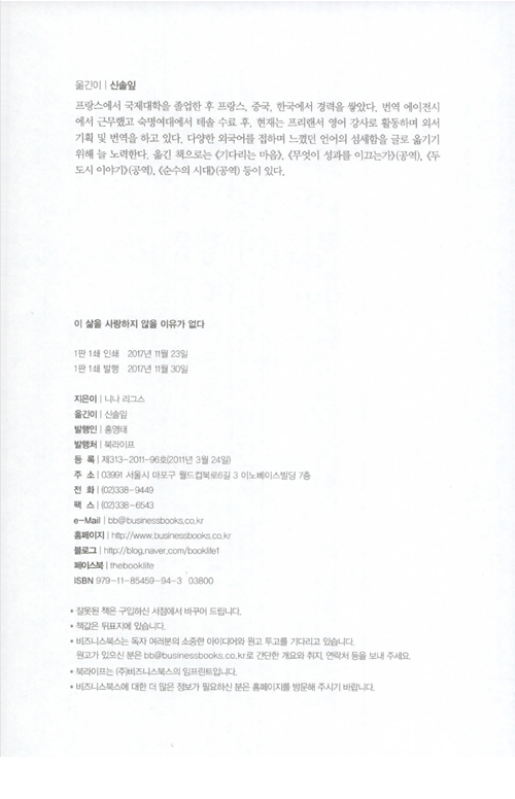 옮긴이 | 신솔잎
프랑스에서 국제대학을 졸업한 후 프랑스, 중국, 한국에서 경력을 쌓았다. 번역 에이전시
에서 근무했고 숙명여대에서 테솔 수료 후, 현재는 프리랜서 영어 강사로 활동하며 외서
기획 및 번역을 하고 있다. 다양한 외국어를 접하며 느꼈던 언어의 섬세함을 글로 옮기기
위해 늘 노력한다. 옮긴 책으로는 《기다리는 마음》, 《무엇이 성과를 이끄는가》(공역), 《두
도시 이야기》(공역), 《순수의 시대》(공역) 등이 있다.
이 삶을 사랑하지 않을 이유가 없다
1판 1쇄 인쇄 2017년 11월 23일
1판 1쇄 발행 2017년 11월 30일
지은이 | 니나 리그스
옮긴이 | 신솔잎
발행인 | 홍영태
발행처 | 북라이프
등 록 | 제313-2011-96호(2011년 3월 24일)
주 소 | 03991 서울시 마포구 월드컵북로6길 3 이노베이스빌딩 7층
전 화 | (02)338-9449
팩 스 | (02)338-6543
e-Mail | bb@businessbooks.co.kr
홈페이지 | http://www.businessbooks.co.kr
블로그 | http://blog.naver.com/booklife1
페이스북 | thebooklife
ISBN 979-11-85459-94-3 03800
* 잘못된 책은 구입하신 서점에서 바꾸어 드립니다.
* 책값은 뒤표지에 있습니다.
* 비즈니스북스는 독자 여러분의 소중한 아이디어와 원고 투고를 기다리고 있습니다.
원고가 있으신 분은 bb@businessbooks.co.kr로 간단한 개요와 취지, 연락처 등을 보내 주세요.
* 북라이프는 (주)비즈니스북스의 임프린트입니다.
* 비즈니스북스에 대한 더 많은 정보가 필요하신 분은 홈페이지를 방문해 주시기 바랍니다.